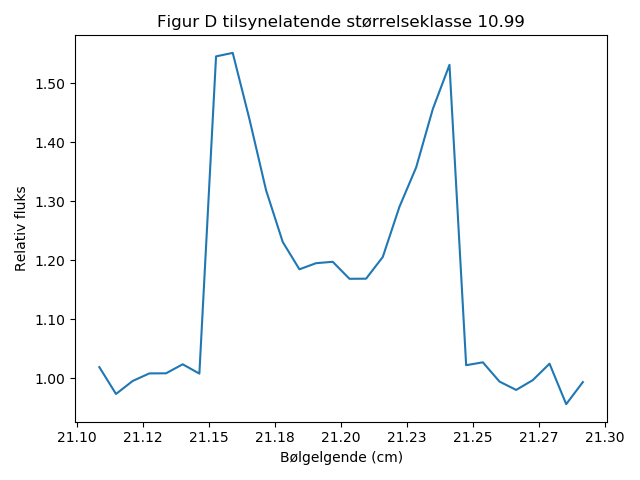 Figur D tilsynelatende størrelseklasse 10.99
1.50
1.40
1.30
1.20
1.10
1.00
Relativ fluks
21.10 21.12 21.15 21.18 21.20 21.23 21.25 21.27 21.30
Bølgelgende (cm)